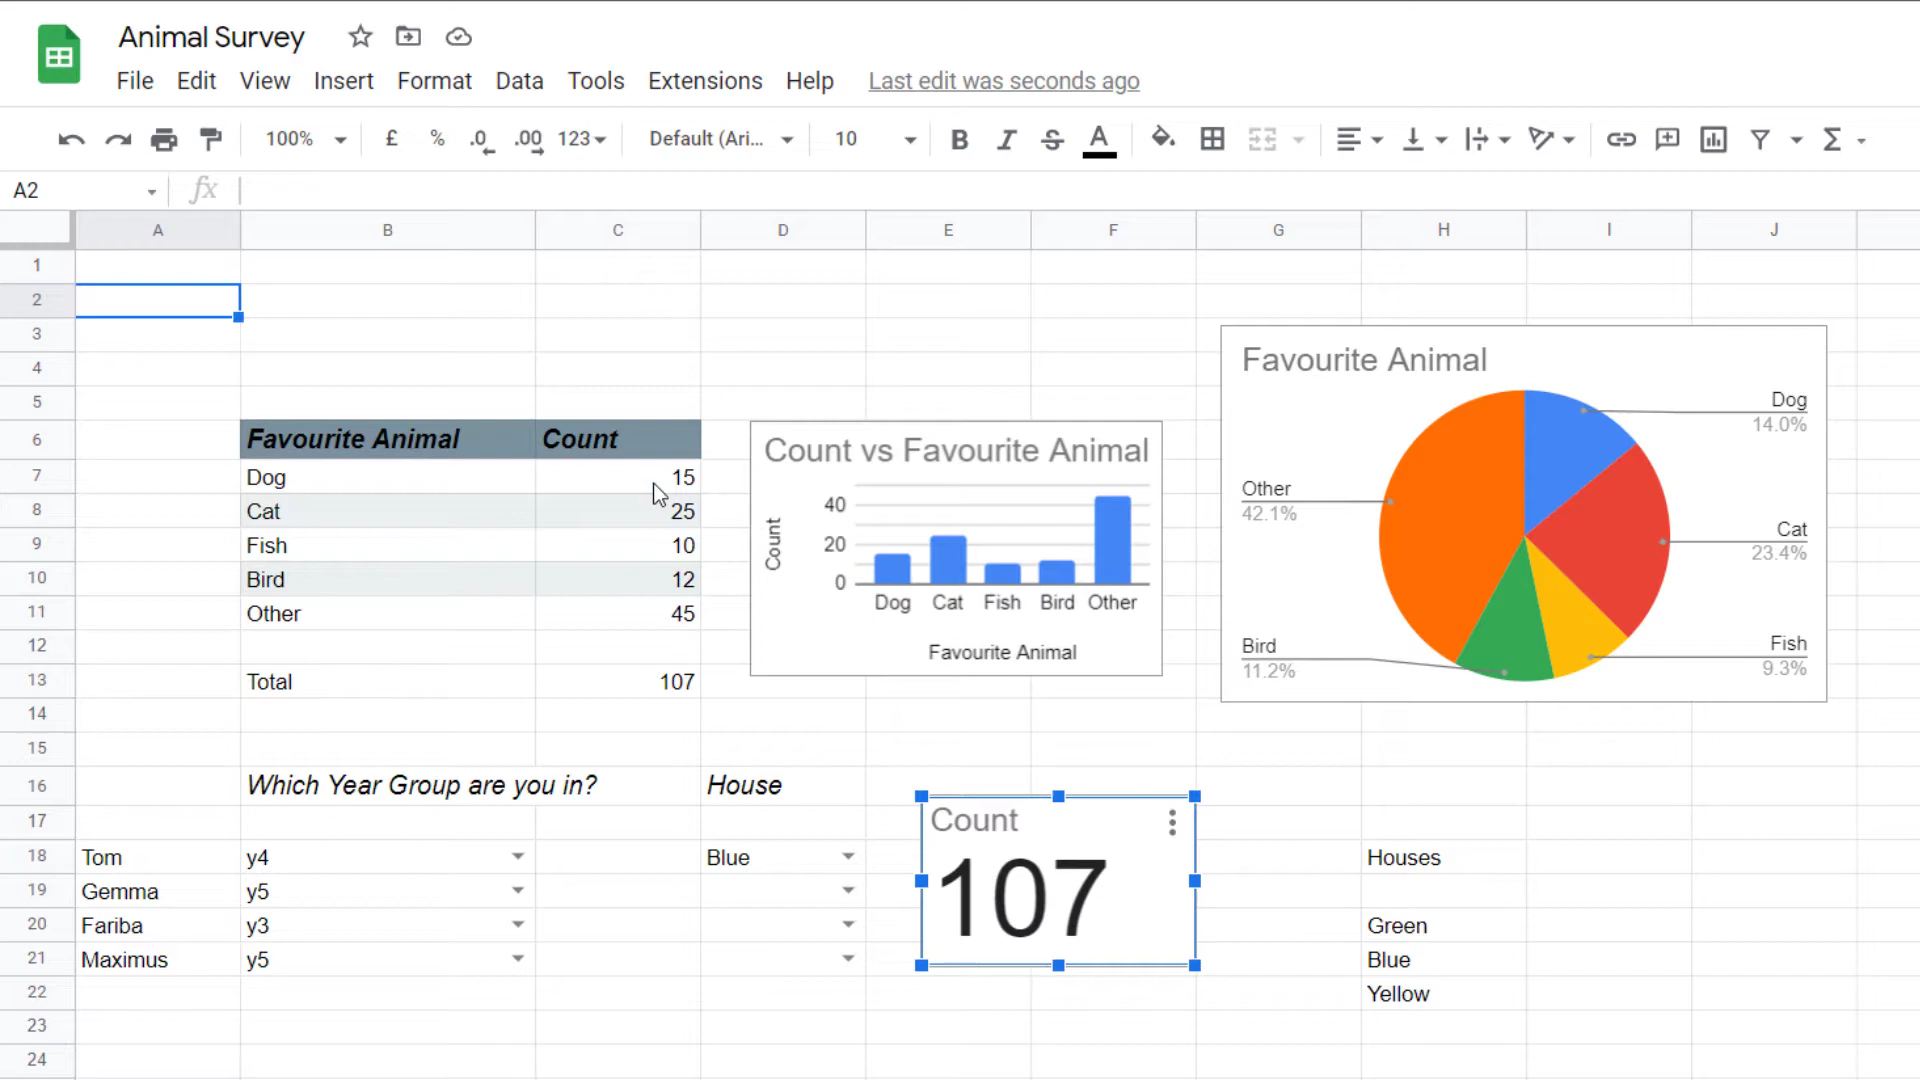 Animal Survey
File Edit View Insert Format Data Tools Extensions Help Last edit was seconds ago
100% £ % .0 .00 123 Default (Ari... 10 B I S A Σ
A2 fx
A B C D E F G H I J
1
2
3
4
5
6 Favourite Animal Count
7 Dog 15
8 Cat 25
9 Fish 10
10 Bird 12
11 Other 45
12
13 Total 107
14
15
16 Which Year Group are you in? House
17
18 Tom y4 Blue Houses
19 Gemma y5
20 Fariba y3 Green
21 Maximus y5 Blue
22 Yellow
23
24
Count vs Favourite Animal
Count
40
20
0
Dog Cat Fish Bird Other
Favourite Animal
Favourite Animal
Dog
14.0%
Other
42.1%
Cat
23.4%
Bird
11.2%
Fish
9.3%
Count
107